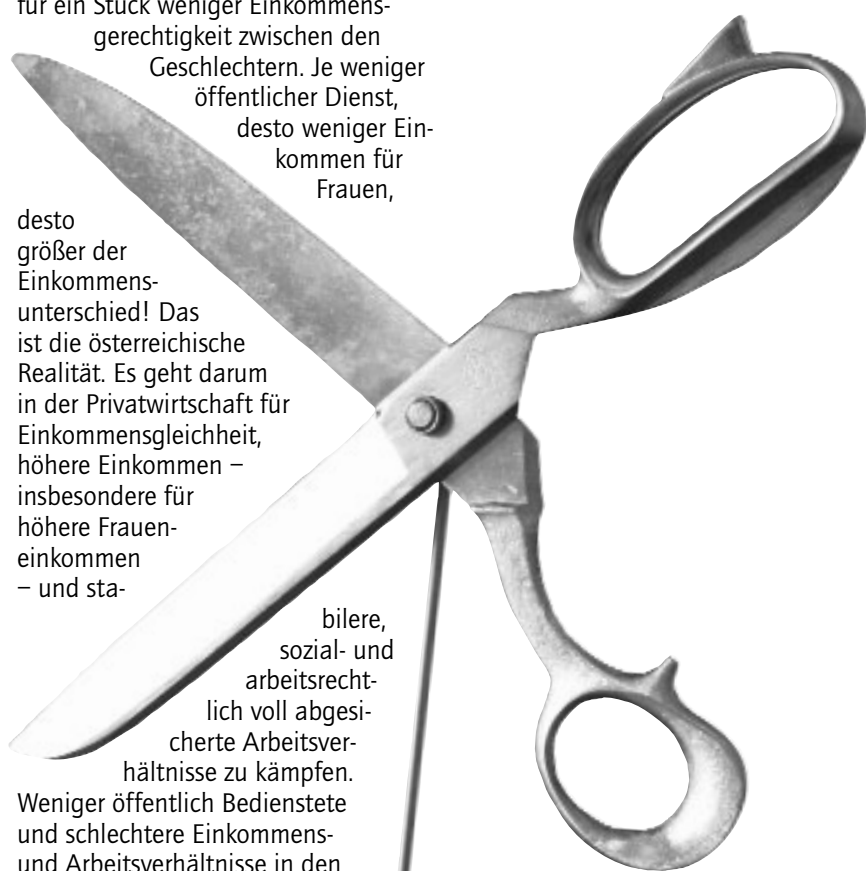 für ein Stück weniger Einkommens-
gerechtigkeit zwischen den
Geschlechtern. Je weniger
öffentlicher Dienst,
desto weniger Ein-
kommen für
Frauen,
desto
größer der
Einkommens-
unterschied! Das
ist die österreichische
Realität. Es geht darum
in der Privatwirtschaft für
Einkommensgleichheit,
höhere Einkommen –
insbesondere für
höhere Frauen-
einkommen
– und sta-
bilere,
sozial- und
arbeitsrecht-
lich voll abgesi-
cherte Arbeitsver-
hältnisse zu kämpfen.
Weniger öffentlich Bedienstete
und schlechtere Einkommens-
und Arbeitsverhältnisse in den